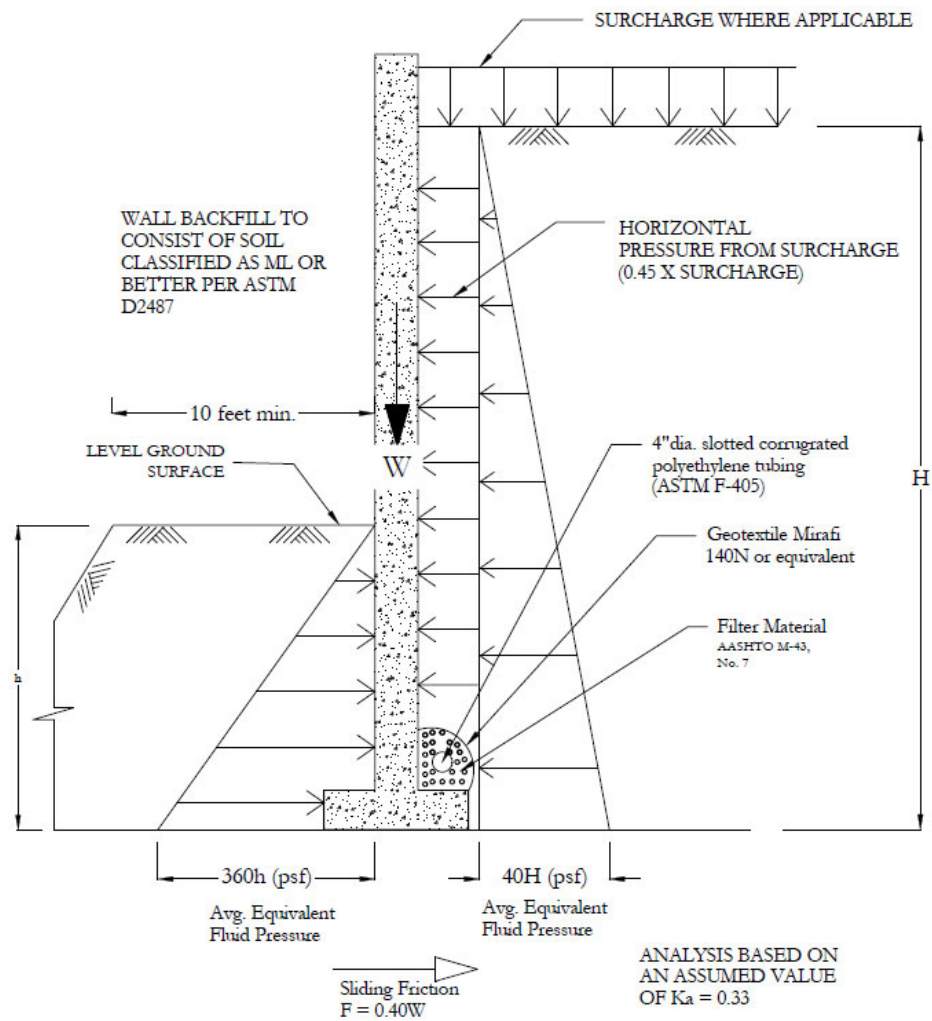 SURCHARGE WHERE APPLICABLE
WALL BACKFILL TO
CONSIST OF SOIL
CLASSIFIED AS ML OR
BETTER PER ASTM
D2487
HORIZONTAL
PRESSURE FROM SURCHARGE
(0.45 X SURCHARGE)
10 feet min.
LEVEL GROUND
SURFACE
W
4"dia. slotted corrugrated
polyethylene tubing
(ASTM F-405)
H
Geotextile Mirafi
140N or equivalent
Filter Material
AASHTO M-43,
No. 7
360h (psf)
Avg. Equivalent
Fluid Pressure
40H (psf)
Avg. Equivalent
Fluid Pressure
Sliding Friction
F = 0.40W
ANALYSIS BASED ON
AN ASSUMED VALUE
OF Ka = 0.33